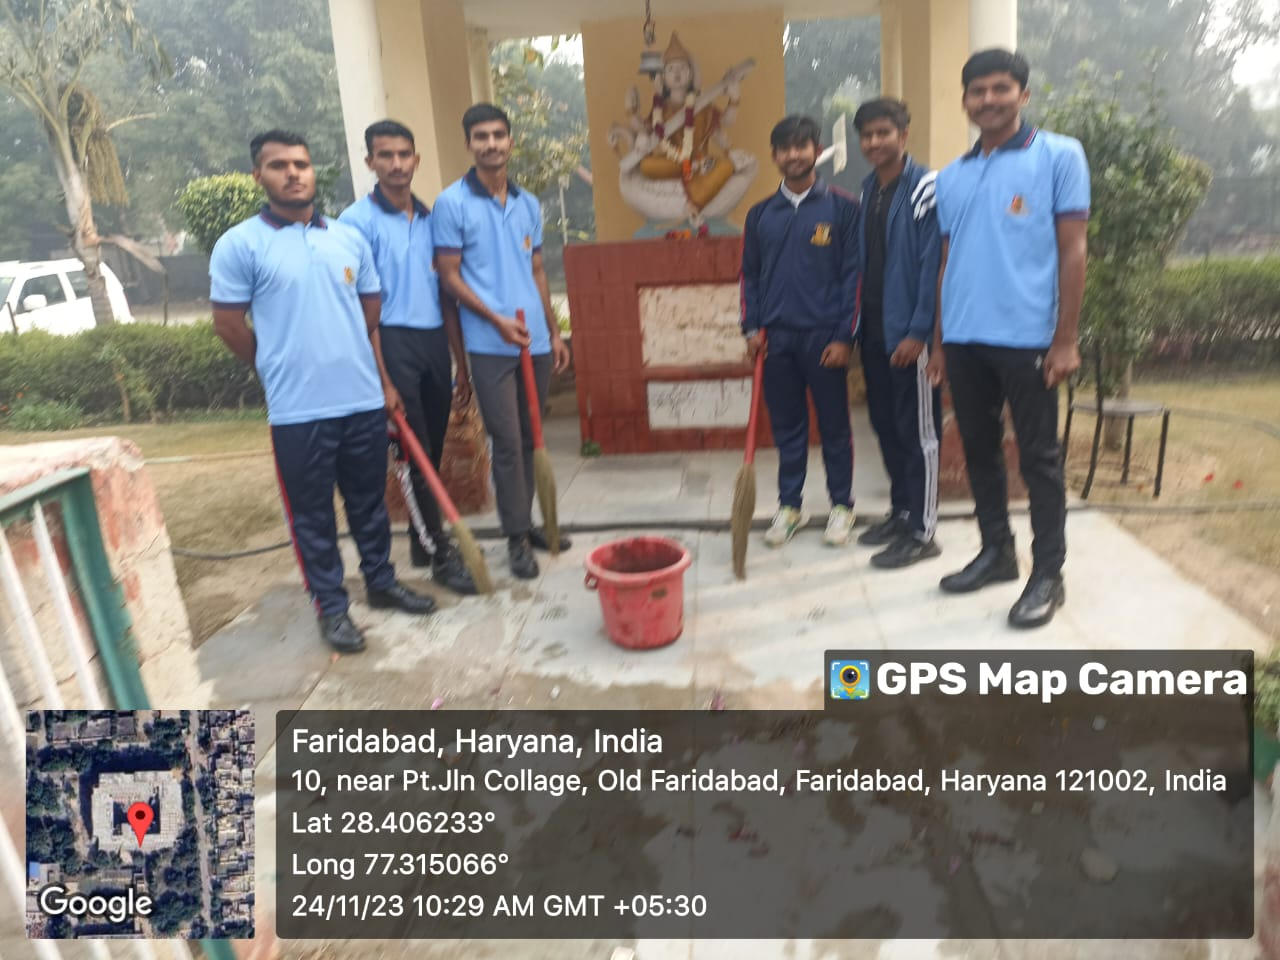 GPS Map Camera
Faridabad, Haryana, India
10, near Pt.Jln Collage, Old Faridabad, Faridabad, Haryana 121002, India
Lat 28.406233°
Long 77.315066°
24/11/23 10:29 AM GMT +05:30
Google